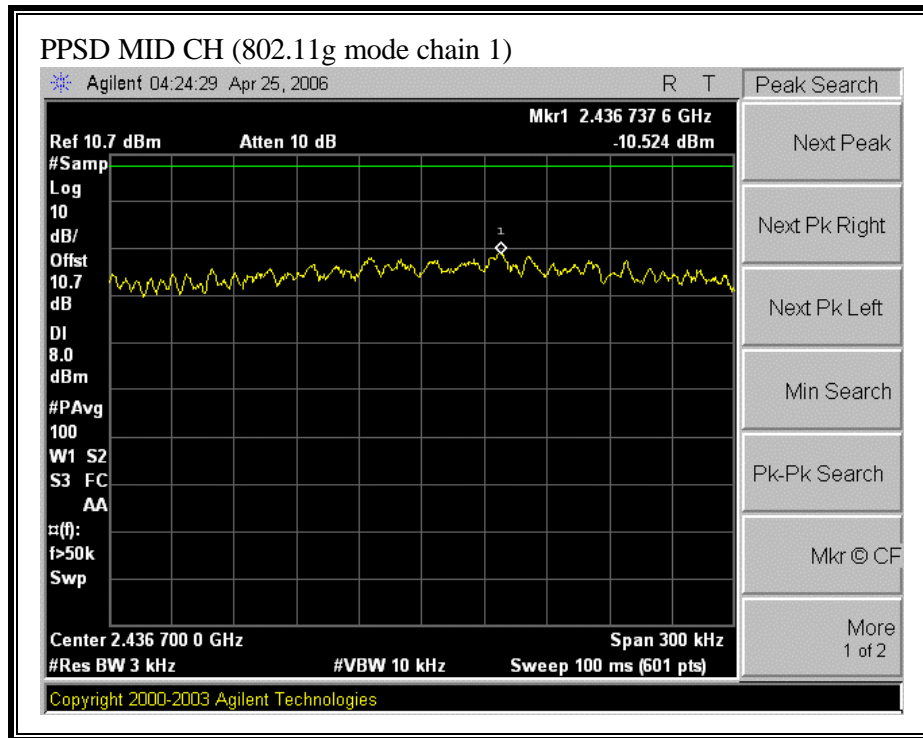 PPSD MID CH (802.11g mode chain 1)
Agilent 04:24:29 Apr 25, 2006 R T
Peak Search
Mkr1 2.436 737 6 GHz
Ref 10.7 dBm Atten 10 dB -10.524 dBm
#Samp
Log
10
dB/
Offst
10.7
dB
DI
8.0
dBm
#PAvg
100
W1 S2
S3 FC
AA
¤(f):
f>50k
Swp
1
Center 2.436 700 0 GHz Span 300 kHz
#Res BW 3 kHz #VBW 10 kHz Sweep 100 ms (601 pts)
Copyright 2000-2003 Agilent Technologies
Next Peak
Next Pk Right
Next Pk Left
Min Search
Pk-Pk Search
Mkr © CF
More
1 of 2